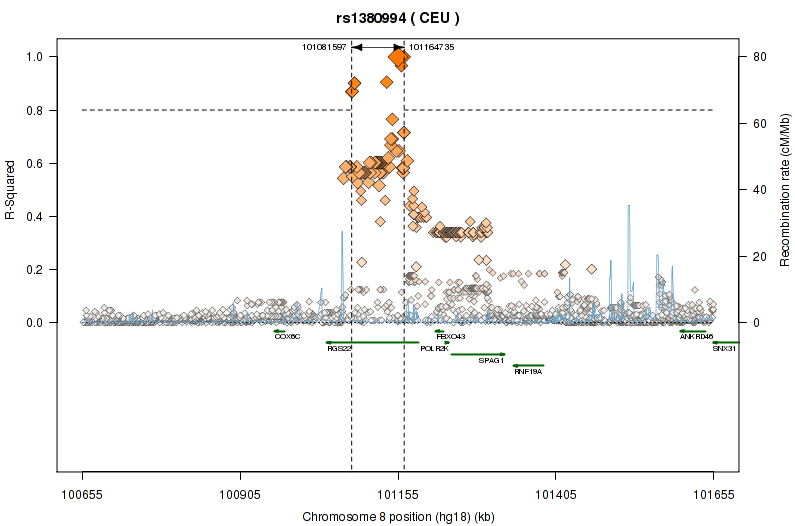 rs1380994 ( CEU )
101081597
101164735
1.0
0.8
0.6
0.4
0.2
0.0
R-Squared
80
60
40
20
0
Recombination rate (cM/Mb)
COX6C
FBXO43
ANKRD46
RGS22
POLR2K
SNX31
SPAG1
RNF19A
100655
100905
101155
101405
101655
Chromosome 8 position (hg18) (kb)